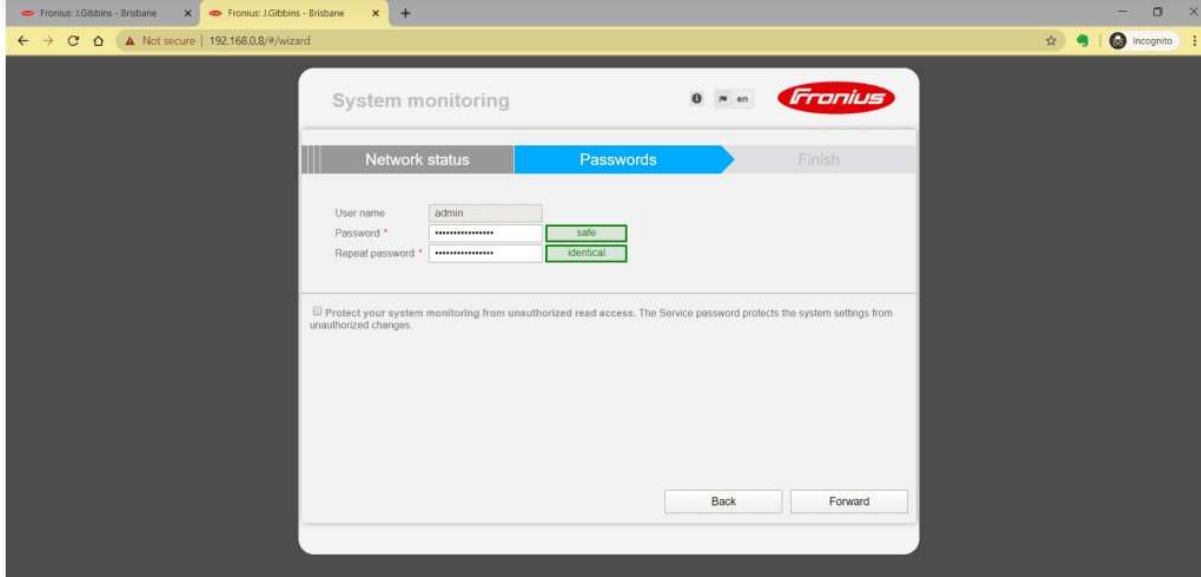 Fronius: J.Gibbins - Brisbane
Fronius: J.Gibbins - Brisbane
Not secure | 192.168.0.8/#/wizard
Incognito
System monitoring
en
Fronius
Network status
Passwords
Finish
User name admin
Password * •••••••••••••••• safe
Repeat password * •••••••••••••••• identical
Protect your system monitoring from unauthorized read access. The Service password protects the system settings from
unauthorized changes.
Back
Forward